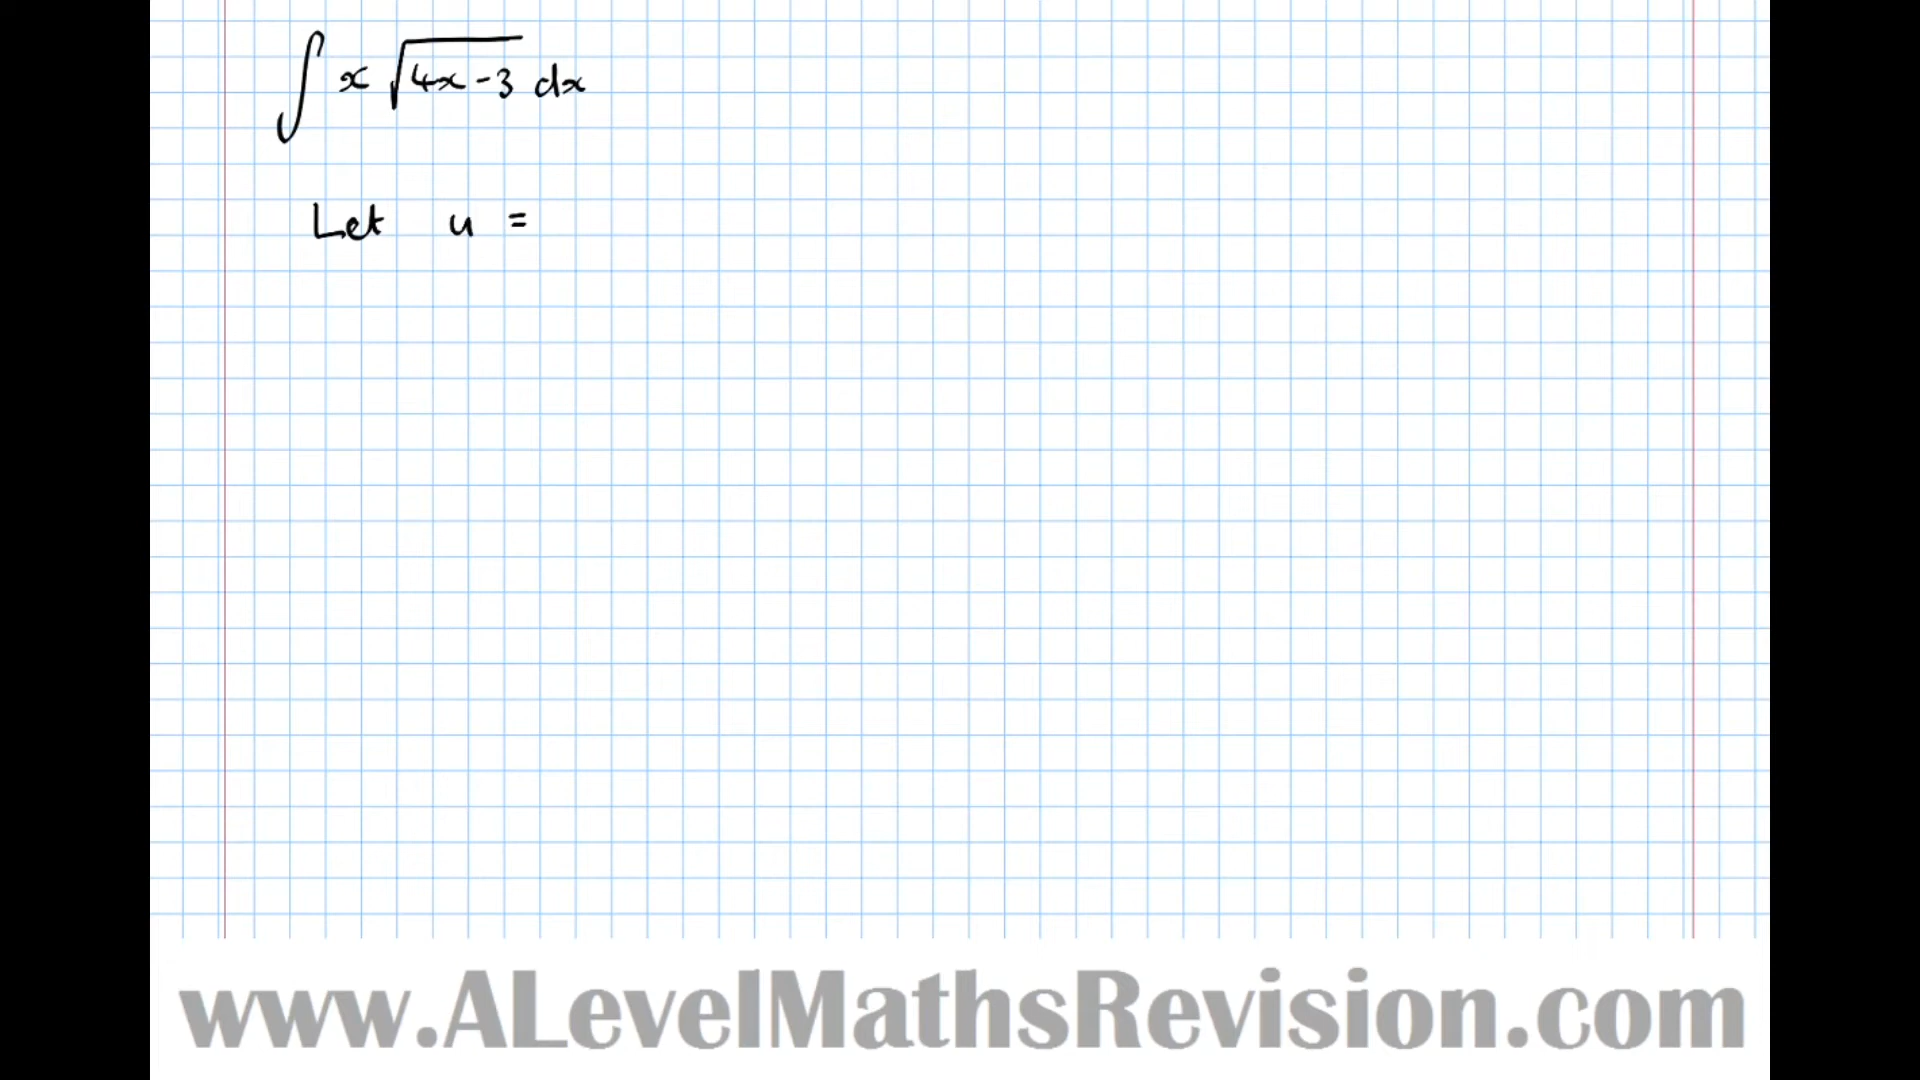 ∫ x √(4x-3) dx
Let u =
www.ALevelMathsRevision.com